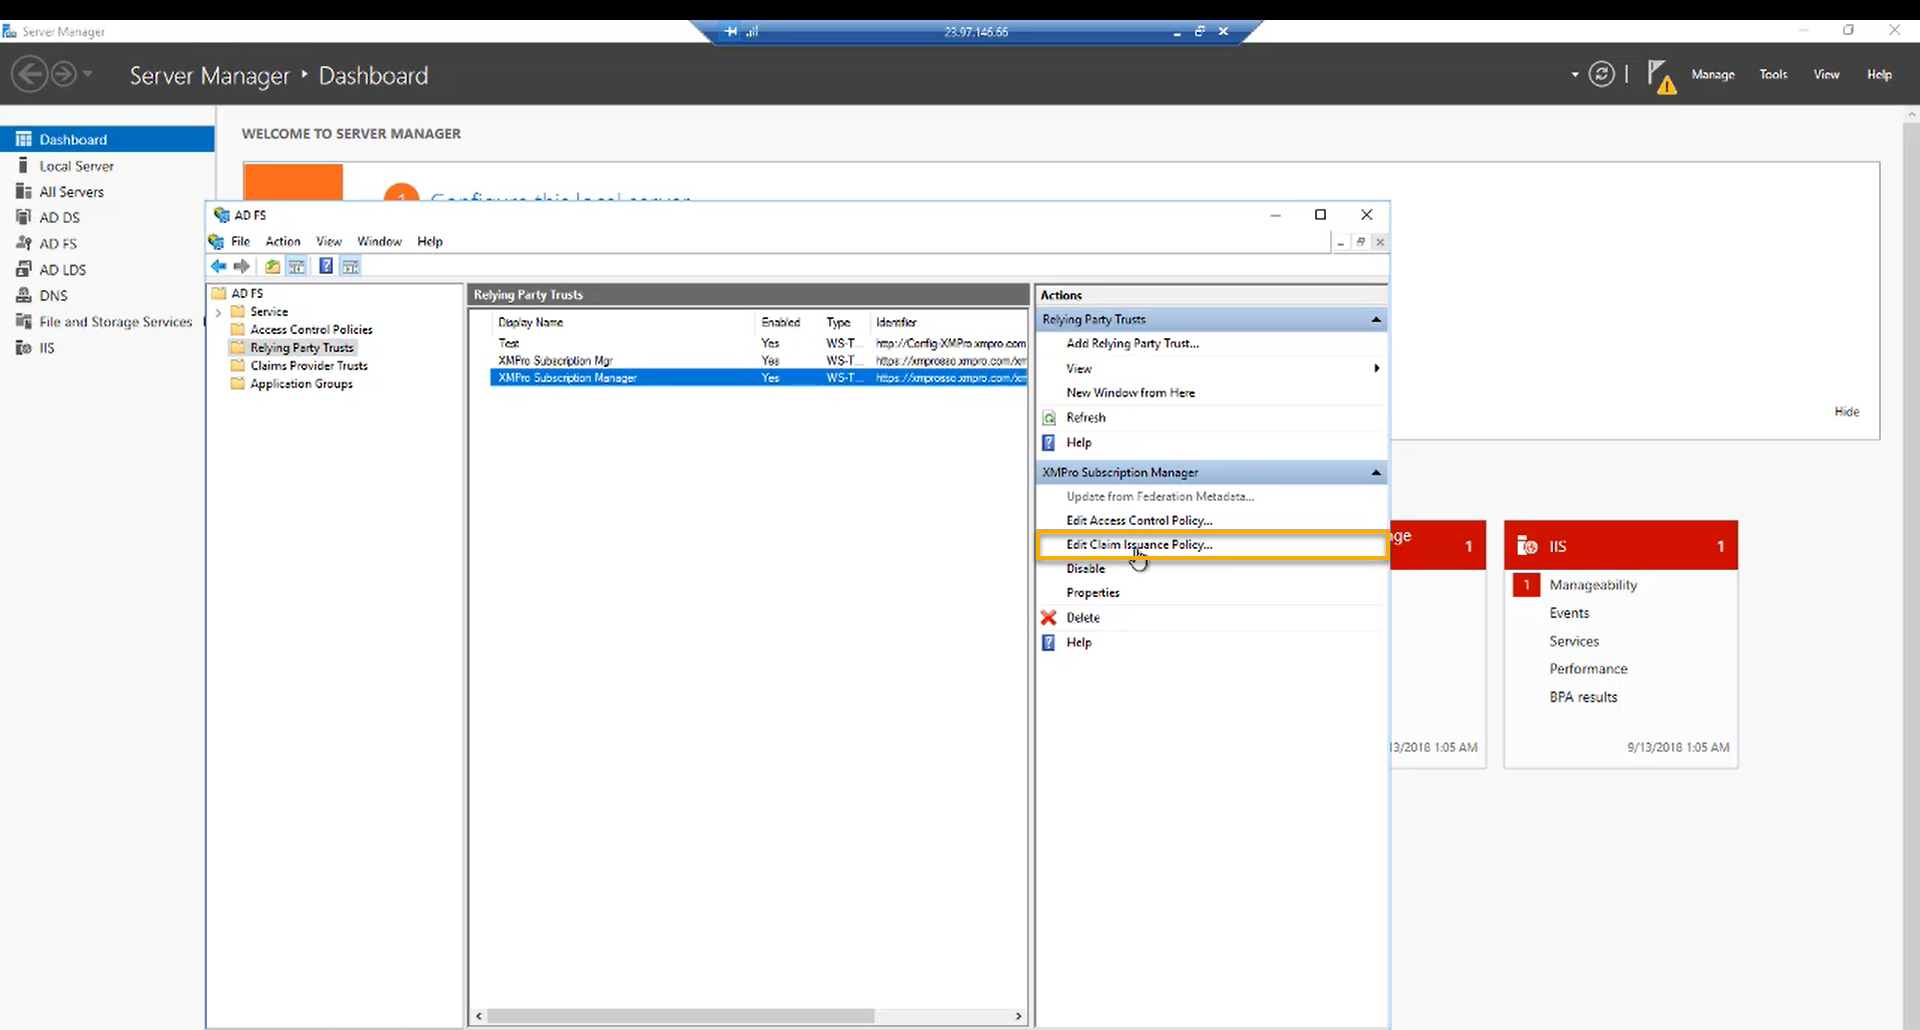 Server Manager
23.97.146.66
Server Manager ‣ Dashboard
Manage Tools View Help
Dashboard
Local Server
All Servers
AD DS
AD FS
AD LDS
DNS
File and Storage Services
IIS
WELCOME TO SERVER MANAGER
1 Configure this local server
Hide
AD FS
File Action View Window Help
AD FS
Service
Access Control Policies
Relying Party Trusts
Claims Provider Trusts
Application Groups
Relying Party Trusts
Display Name Enabled Type Identifier
Test Yes WS-T... http://Config-XMPro.xmpro.com
XMPro Subscription Mgr Yes WS-T... https://xmprosso.xmpro.com/xm
XMPro Subscription Manager Yes WS-T... https://xmprosso.xmpro.com/xm
Actions
Relying Party Trusts
Add Relying Party Trust...
View
New Window from Here
Refresh
Help
XMPro Subscription Manager
Update from Federation Metadata...
Edit Access Control Policy...
Edit Claim Issuance Policy...
Disable
Properties
Delete
Help
ge 1
13/2018 1:05 AM
IIS 1
1 Manageability
Events
Services
Performance
BPA results
9/13/2018 1:05 AM